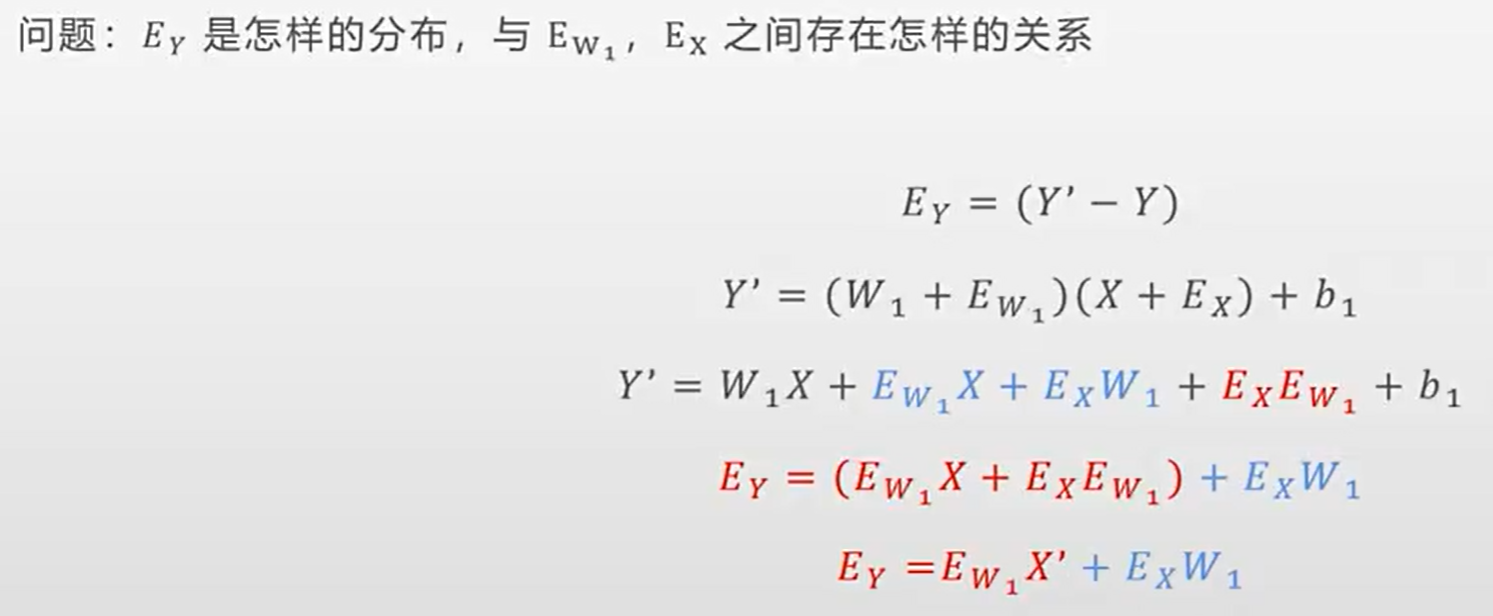 问题：E_Y 是怎样的分布，与 E_{W_1}，E_X 之间存在怎样的关系
E_Y = (Y’ − Y)
Y’ = (W_1 + E_{W_1})(X + E_X) + b_1
Y’ = W_1X + E_{W_1}X + E_XW_1 + E_XE_{W_1} + b_1
E_Y = (E_{W_1}X + E_XE_{W_1}) + E_XW_1
E_Y =E_{W_1}X’ + E_XW_1